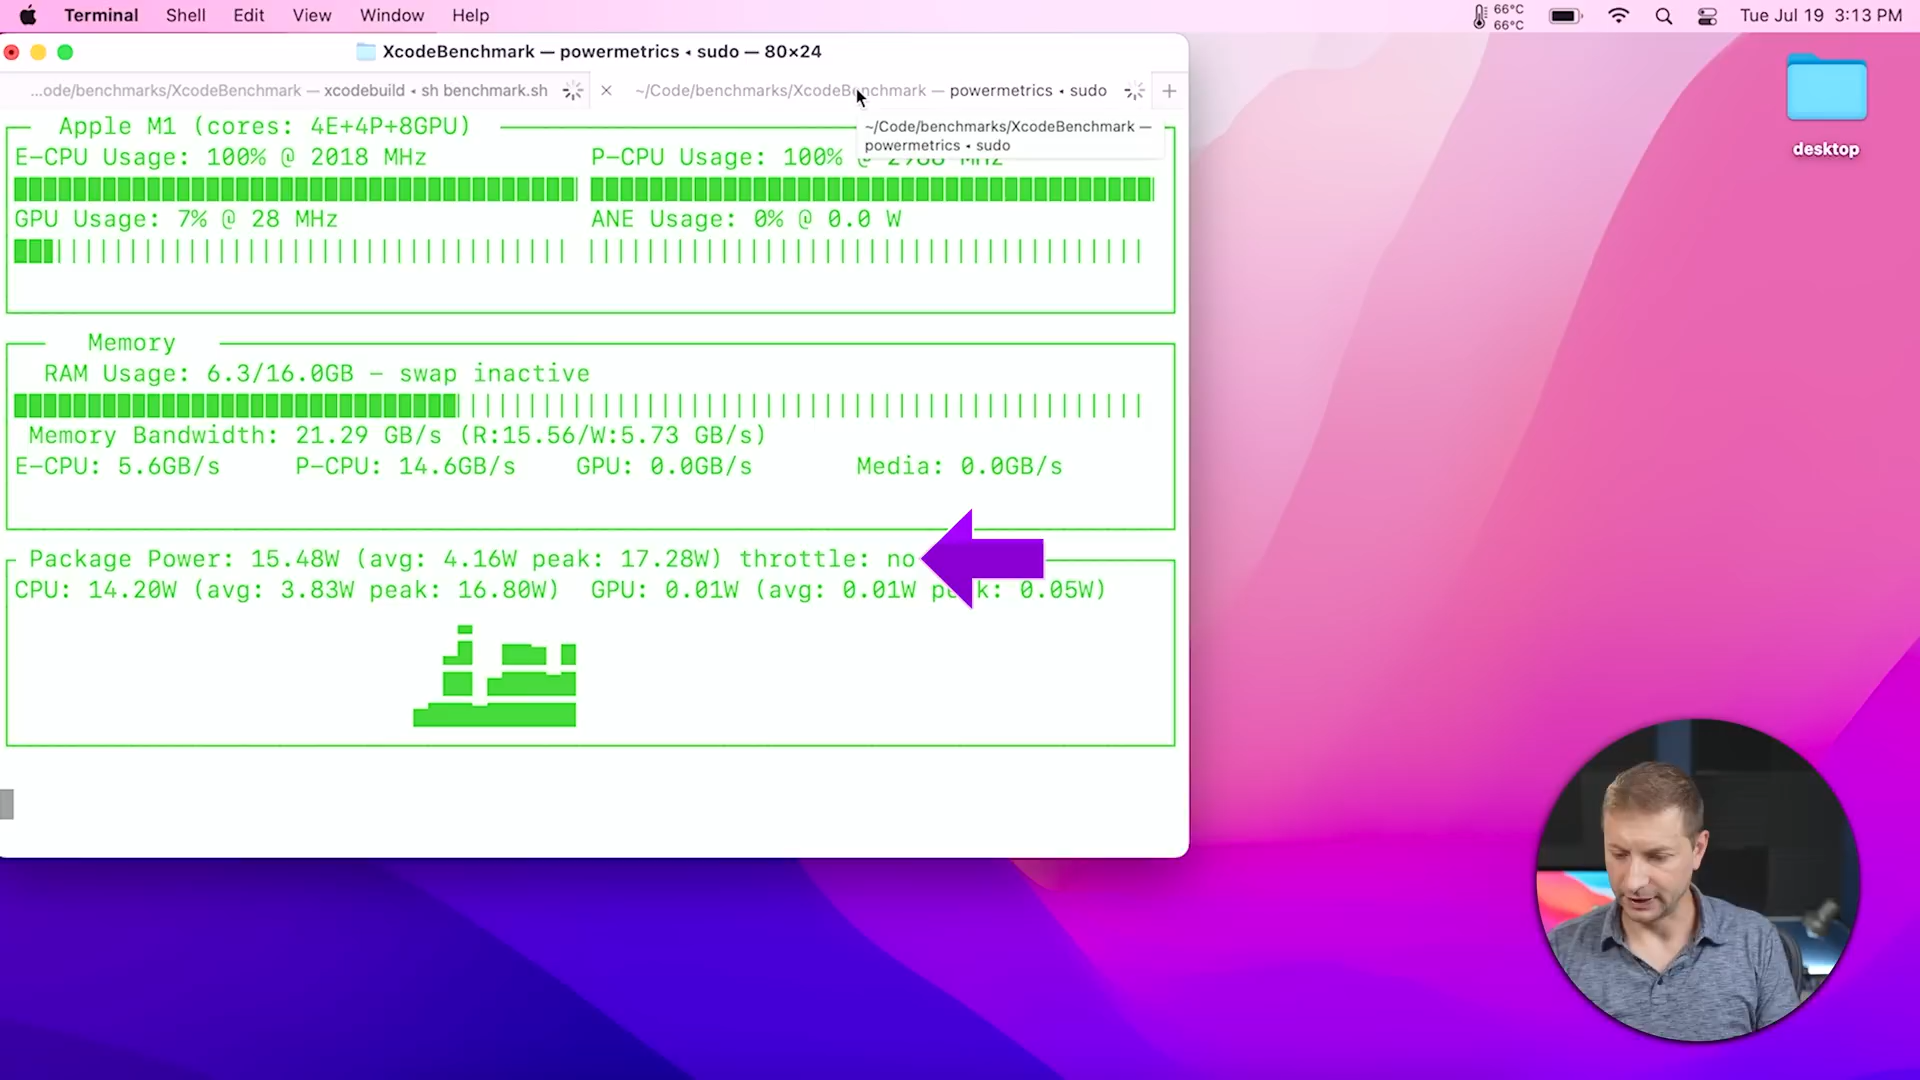 Terminal Shell Edit View Window Help 66°C 66°C Tue Jul 19 3:13 PM
XcodeBenchmark — powermetrics ◂ sudo — 80×24
...ode/benchmarks/XcodeBenchmark — xcodebuild ◂ sh benchmark.sh
~/Code/benchmarks/XcodeBenchmark — powermetrics ◂ sudo
~/Code/benchmarks/XcodeBenchmark —
powermetrics ◂ sudo
desktop
Apple M1 (cores: 4E+4P+8GPU)
E-CPU Usage: 100% @ 2018 MHz P-CPU Usage: 100% @ 2988 MHz
GPU Usage: 7% @ 28 MHz ANE Usage: 0% @ 0.0 W
Memory
RAM Usage: 6.3/16.0GB - swap inactive
Memory Bandwidth: 21.29 GB/s (R:15.56/W:5.73 GB/s)
E-CPU: 5.6GB/s P-CPU: 14.6GB/s GPU: 0.0GB/s Media: 0.0GB/s
Package Power: 15.48W (avg: 4.16W peak: 17.28W) throttle: no
CPU: 14.20W (avg: 3.83W peak: 16.80W) GPU: 0.01W (avg: 0.01W peak: 0.05W)